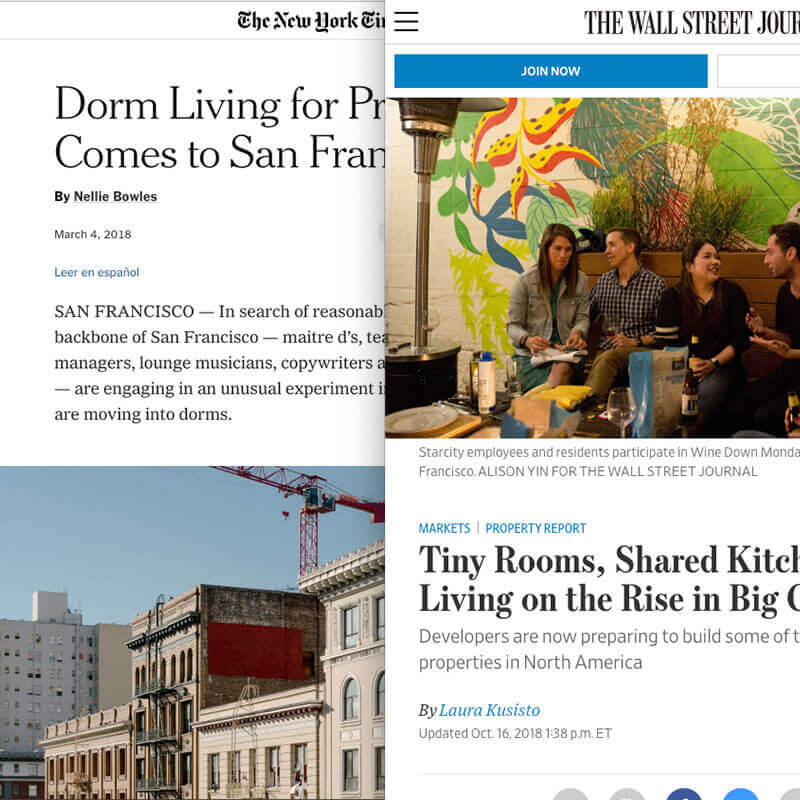 The New York Ti
Dorm Living for Pr
Comes to San Fran
By Nellie Bowles
March 4, 2018
Leer en español
SAN FRANCISCO — In search of reasonab
backbone of San Francisco — maitre d's, tea
managers, lounge musicians, copywriters a
— are engaging in an unusual experiment i
are moving into dorms.
THE WALL STREET JOUR
JOIN NOW
Starcity employees and residents participate in Wine Down Monda
Francisco. ALISON YIN FOR THE WALL STREET JOURNAL
MARKETS | PROPERTY REPORT
Tiny Rooms, Shared Kitch
Living on the Rise in Big C
Developers are now preparing to build some of t
properties in North America
By Laura Kusisto
Updated Oct. 16, 2018 1:38 p.m. ET